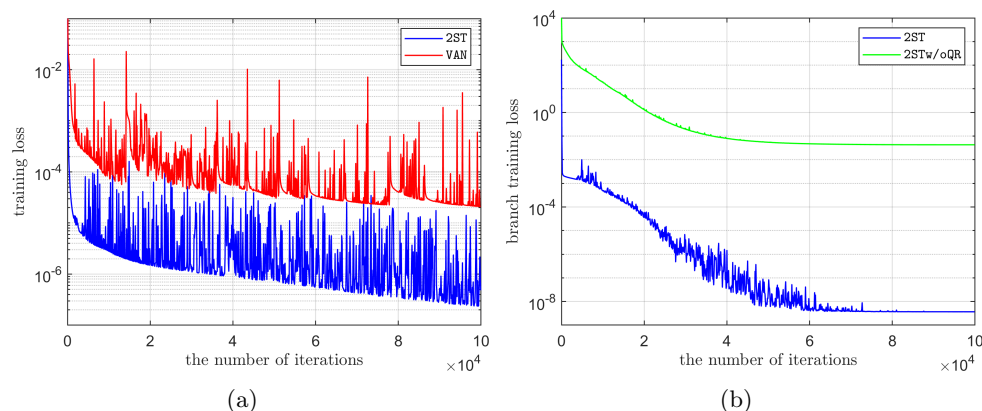 2ST
VAN
10^-2
10^-4
10^-6
training loss
0 2 4 6 8 10
the number of iterations
×10^4
(a)
2ST
2STw/oQR
10^4
10^0
10^-4
10^-8
branch training loss
0 2 4 6 8 10
the number of iterations
×10^4
(b)